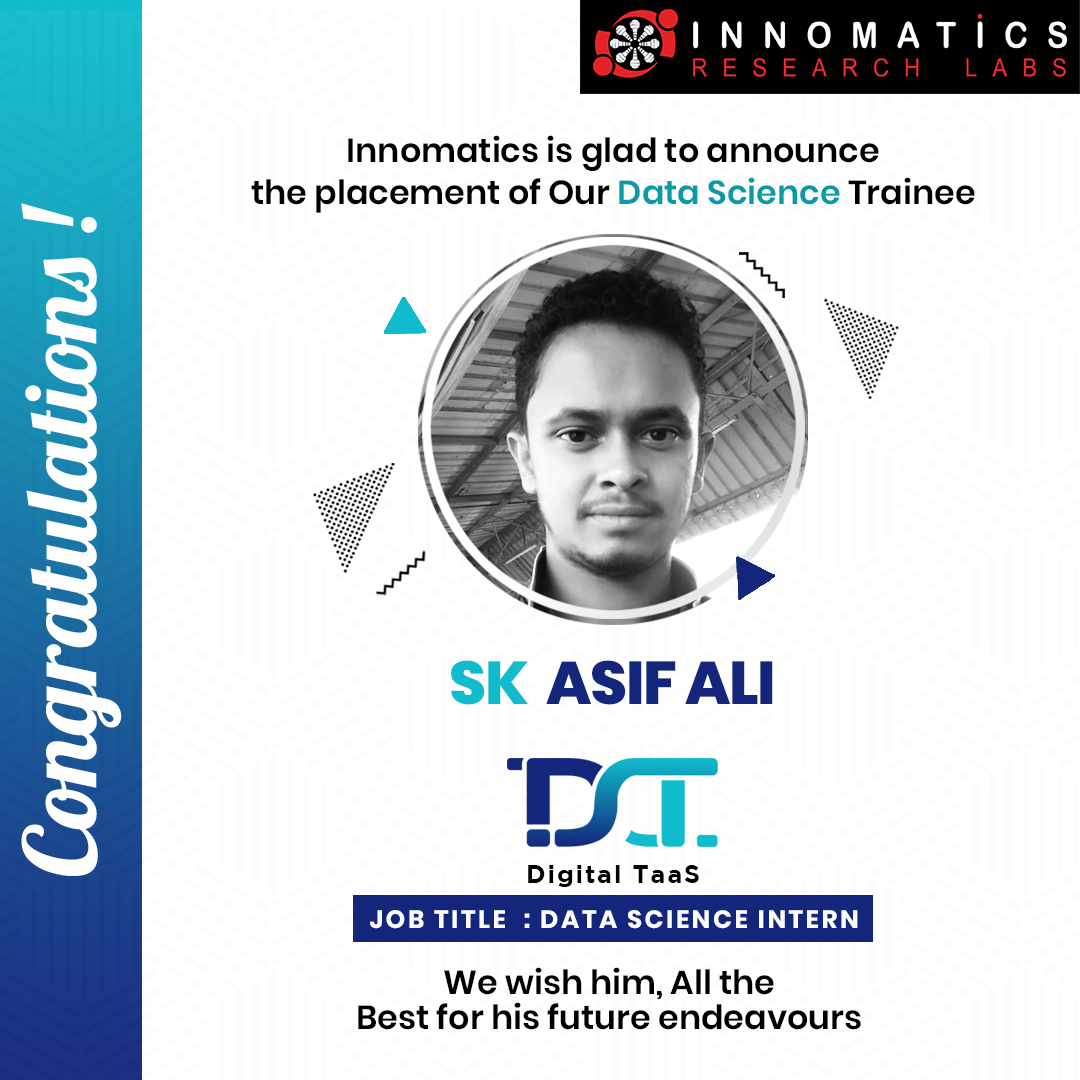 Congratulations !
INNOMATICS
RESEARCH LABS
Innomatics is glad to announce
the placement of Our Data Science Trainee
SK ASIF ALI
DST
Digital TaaS
JOB TITLE : DATA SCIENCE INTERN
We wish him, All the
Best for his future endeavours